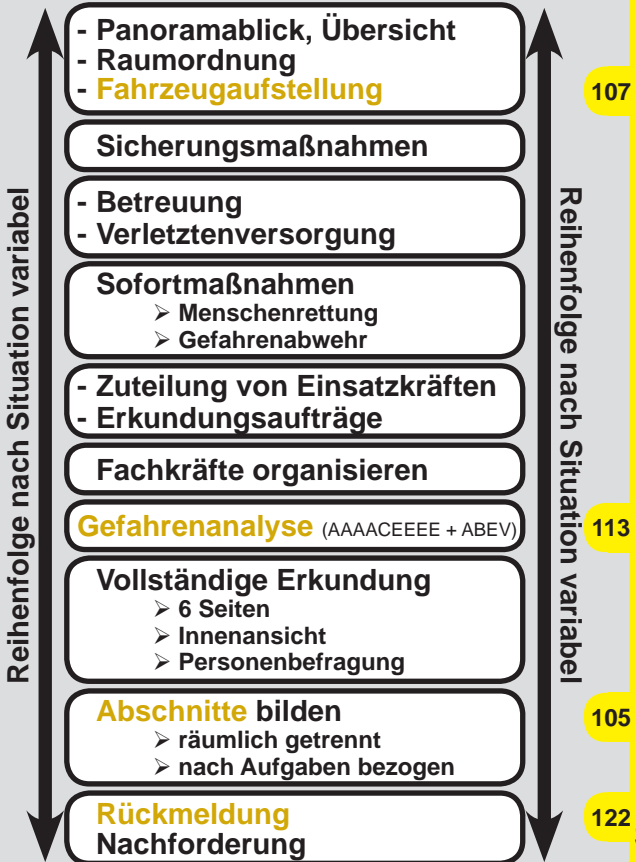 - Panoramablick, Übersicht
- Raumordnung
- Fahrzeugaufstellung
107
Sicherungsmaßnahmen
- Betreuung
- Verletztenversorgung
Sofortmaßnahmen
➢ Menschenrettung
➢ Gefahrenabwehr
- Zuteilung von Einsatzkräften
- Erkundungsaufträge
Fachkräfte organisieren
Gefahrenanalyse (AAAACEEEE + ABEV)
113
Vollständige Erkundung
➢ 6 Seiten
➢ Innenansicht
➢ Personenbefragung
Abschnitte bilden
➢ räumlich getrennt
➢ nach Aufgaben bezogen
105
Rückmeldung
Nachforderung
122
Reihenfolge nach Situation variabel
Reihenfolge nach Situation variabel